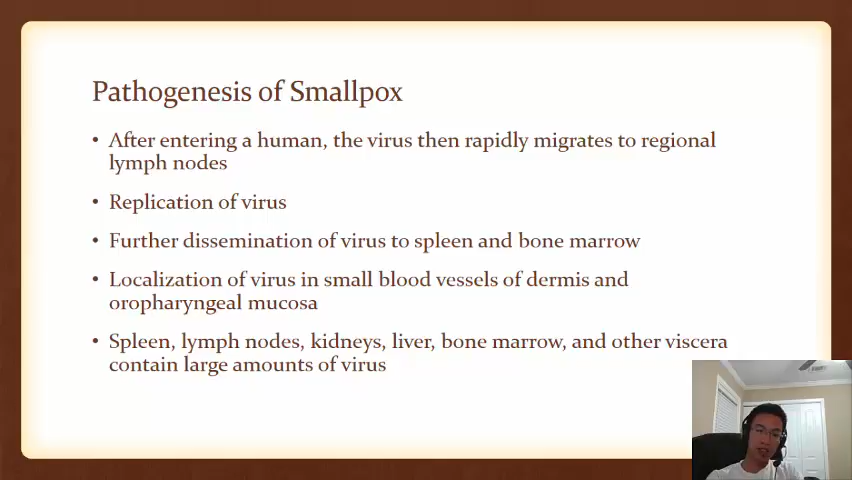 Pathogenesis of Smallpox
• After entering a human, the virus then rapidly migrates to regional
lymph nodes
• Replication of virus
• Further dissemination of virus to spleen and bone marrow
• Localization of virus in small blood vessels of dermis and
oropharyngeal mucosa
• Spleen, lymph nodes, kidneys, liver, bone marrow, and other viscera
contain large amounts of virus